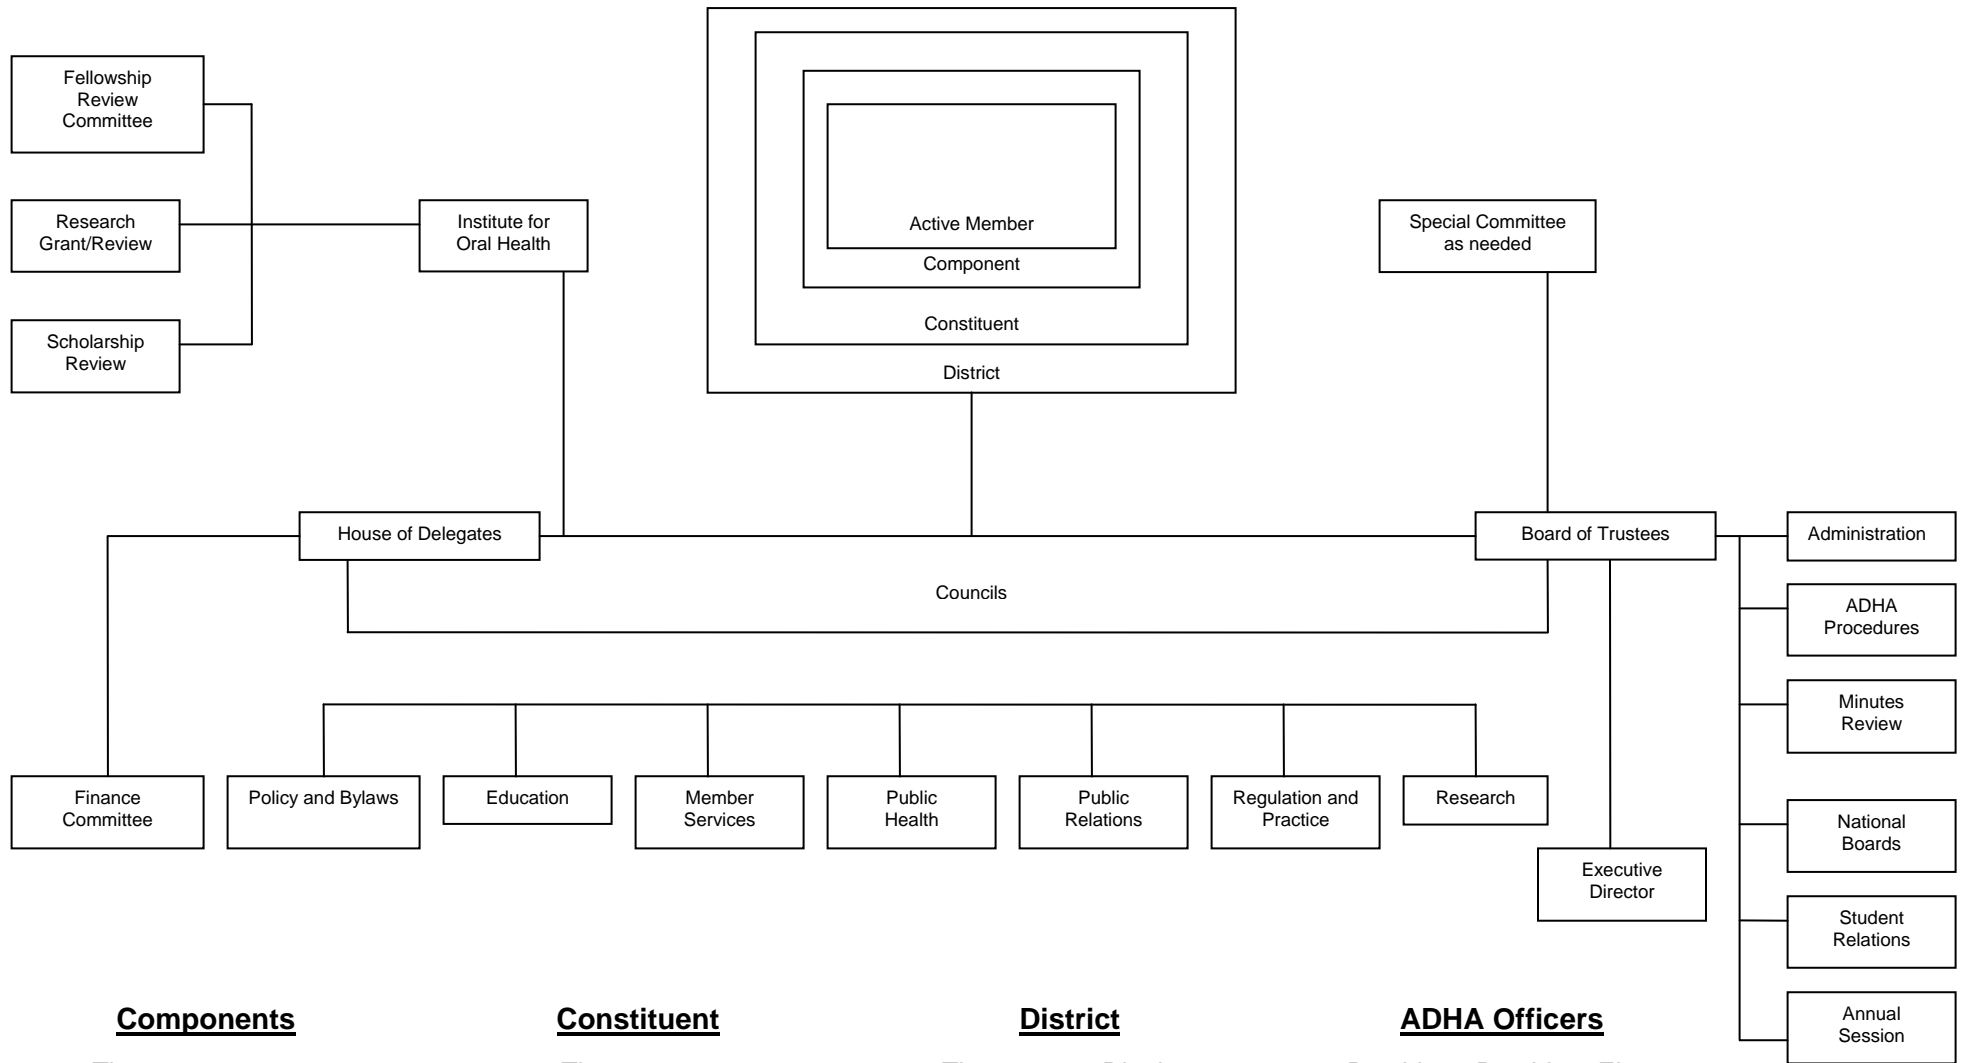 Fellowship
Review
Committee
Research
Grant/Review
Scholarship
Review
Institute for
Oral Health
Active Member
Component
Constituent
District
Special Committee
as needed
House of Delegates
Board of Trustees
Councils
Administration
ADHA
Procedures
Minutes
Review
National
Boards
Student
Relations
Annual
Session
Finance
Committee
Policy and Bylaws
Education
Member
Services
Public
Health
Public
Relations
Regulation and
Practice
Research
Executive
Director
Components
Constituent
District
ADHA Officers